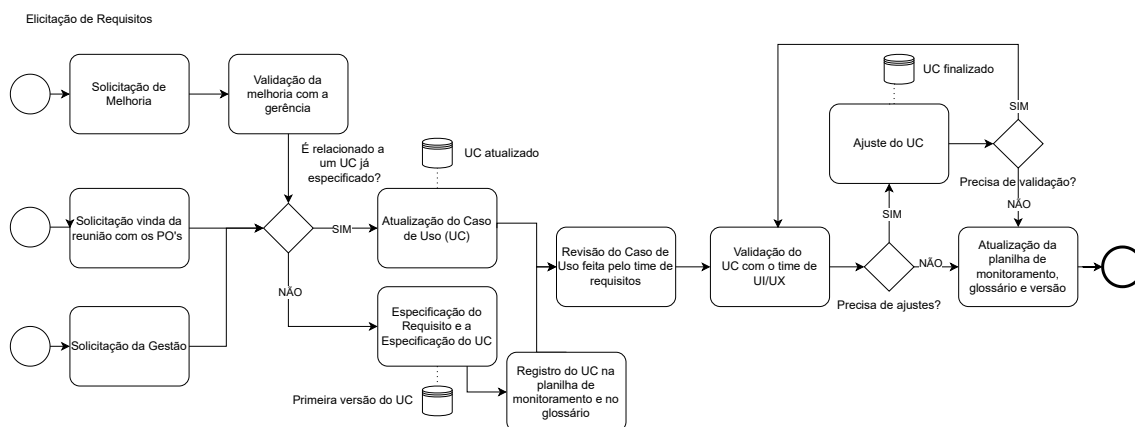 Elicitação de Requisitos
Solicitação de
Melhoria
Validação da
melhoria com a
gerência
É relacionado a
um UC já
especificado?
UC atualizado
Solicitação vinda da
reunião com os PO's
SIM
Atualização do Caso
de Uso (UC)
NÃO
Solicitação da Gestão
Especificação do
Requisito e a
Especificação do UC
Primeira versão do UC
Registro do UC na
planilha de
monitoramento e no
glossário
Revisão do Caso de
Uso feita pelo time de
requisitos
Validação do
UC com o time de
UI/UX
Precisa de ajustes?
SIM
NÃO
Ajuste do UC
UC finalizado
SIM
Precisa de validação?
NÃO
Atualização da
planilha de
monitoramento,
glossário e versão